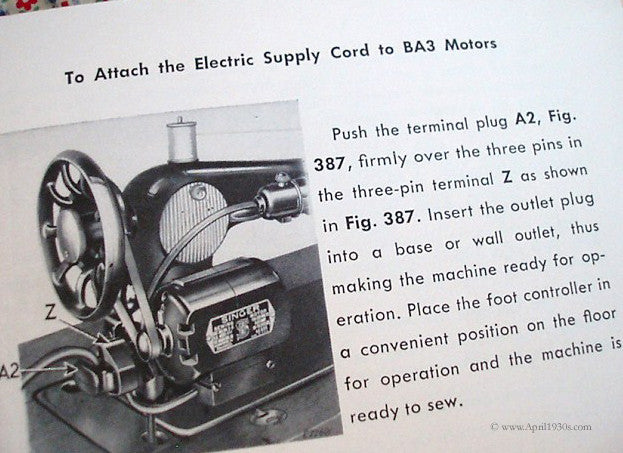 To Attach the Electric Supply Cord to BA3 Motors
Push the terminal plug A2, Fig.
387, firmly over the three pins in
the three-pin terminal Z as shown
in Fig. 387. Insert the outlet plug
into a base or wall outlet, thus
making the machine ready for op-
eration. Place the foot controller in
a convenient position on the floor
for operation and the machine is
ready to sew.
Z
A2
SINGER
© www.April1930s.com